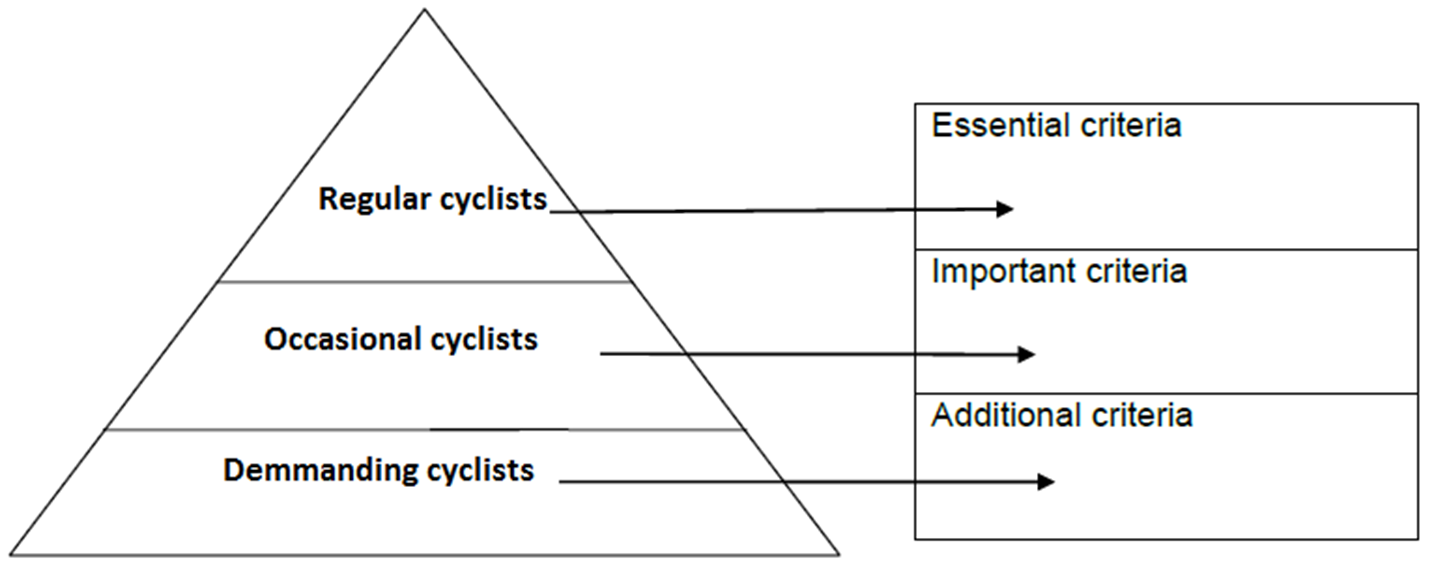 Essential criteria
Regular cyclists
Important criteria
Occasional cyclists
Additional criteria
Demmanding cyclists